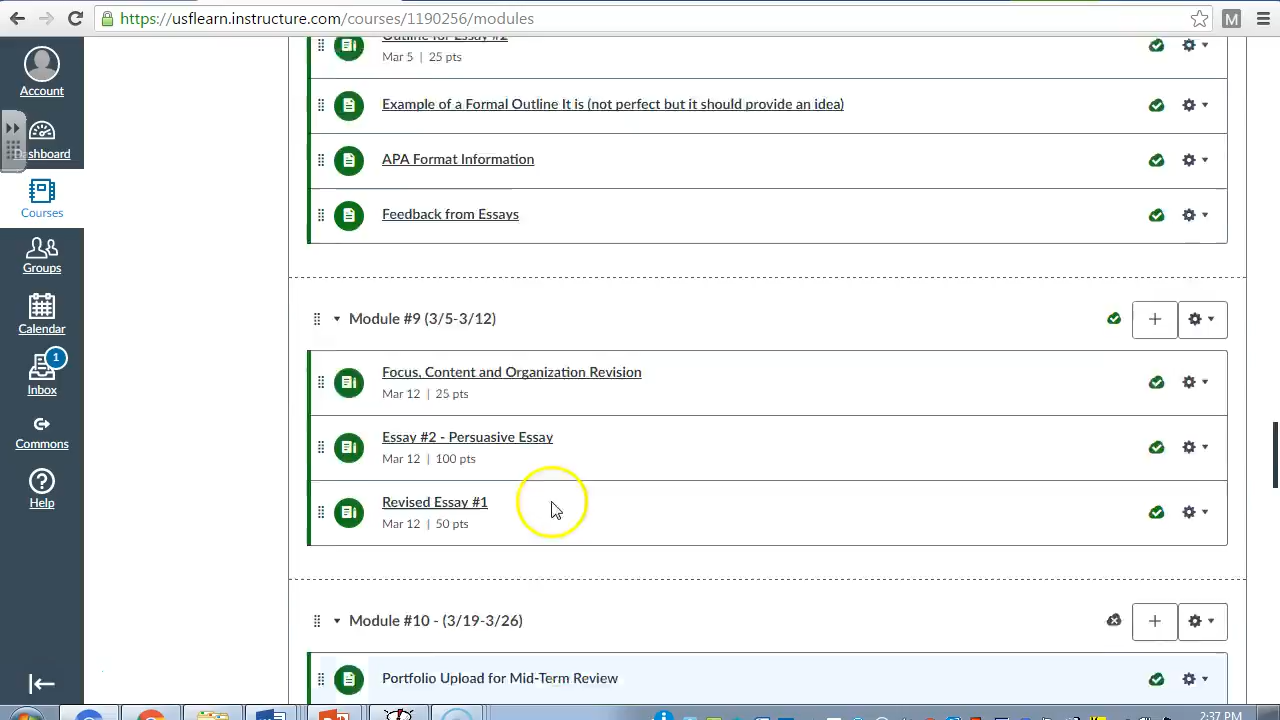 https://usflearn.instructure.com/courses/1190256/modules
M
Account
Dashboard
Courses
Groups
Calendar
1
Inbox
Commons
Help
Outline for Essay #2
Mar 5 | 25 pts
Example of a Formal Outline It is (not perfect but it should provide an idea)
APA Format Information
Feedback from Essays
Module #9 (3/5-3/12)
Focus, Content and Organization Revision
Mar 12 | 25 pts
Essay #2 - Persuasive Essay
Mar 12 | 100 pts
Revised Essay #1
Mar 12 | 50 pts
Module #10 - (3/19-3/26)
Portfolio Upload for Mid-Term Review
2:37 PM